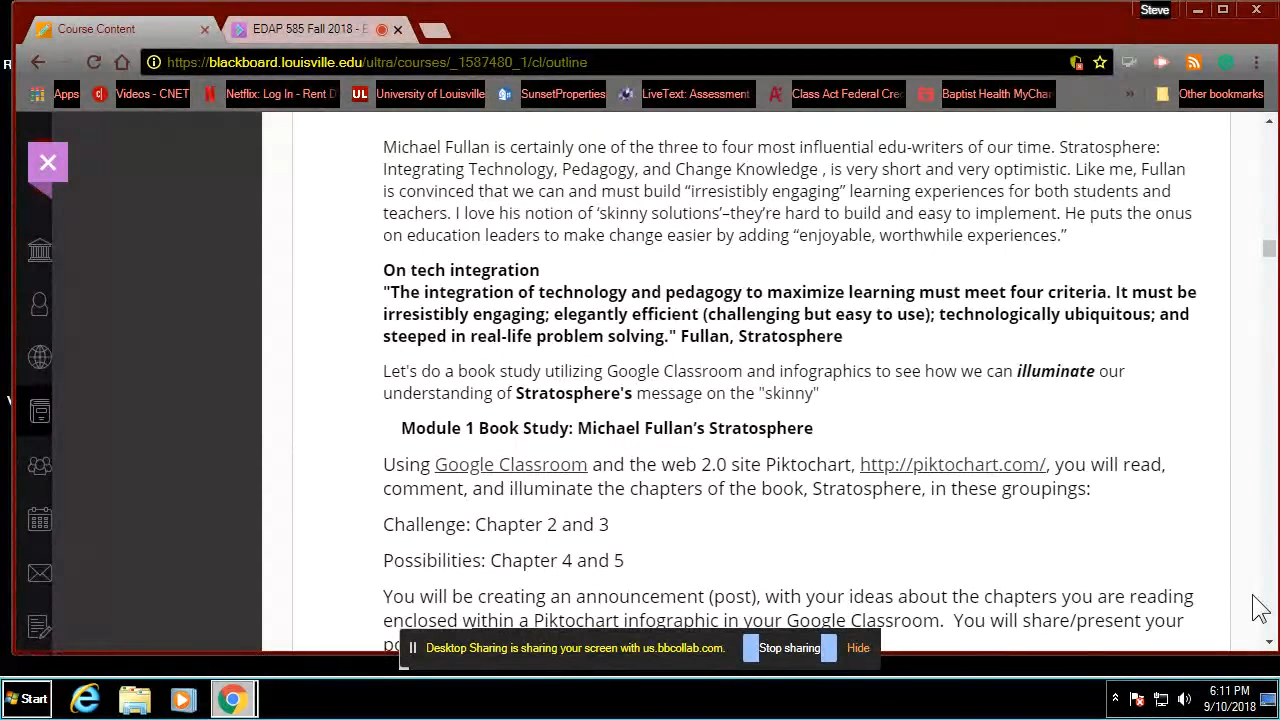 Steve
Course Content
EDAP 585 Fall 2018 - E
https://blackboard.louisville.edu/ultra/courses/_1587480_1/cl/outline
Apps Videos - CNET Netflix: Log In - Rent D University of Louisville SunsetProperties LiveText: Assessment Class Act Federal Cre Baptist Health MyChar » Other bookmarks
Michael Fullan is certainly one of the three to four most influential edu-writers of our time. Stratosphere:
Integrating Technology, Pedagogy, and Change Knowledge , is very short and very optimistic. Like me, Fullan
is convinced that we can and must build “irresistibly engaging” learning experiences for both students and
teachers. I love his notion of ‘skinny solutions’–they’re hard to build and easy to implement. He puts the onus
on education leaders to make change easier by adding “enjoyable, worthwhile experiences.”
On tech integration
"The integration of technology and pedagogy to maximize learning must meet four criteria. It must be
irresistibly engaging; elegantly efficient (challenging but easy to use); technologically ubiquitous; and
steeped in real-life problem solving." Fullan, Stratosphere
Let's do a book study utilizing Google Classroom and infographics to see how we can illuminate our
understanding of Stratosphere's message on the "skinny"
Module 1 Book Study: Michael Fullan’s Stratosphere
Using Google Classroom and the web 2.0 site Piktochart, http://piktochart.com/, you will read,
comment, and illuminate the chapters of the book, Stratosphere, in these groupings:
Challenge: Chapter 2 and 3
Possibilities: Chapter 4 and 5
You will be creating an announcement (post), with your ideas about the chapters you are reading
enclosed within a Piktochart infographic in your Google Classroom. You will share/present your
Desktop Sharing is sharing your screen with us.bbcollab.com. Stop sharing Hide
Start
6:11 PM
9/10/2018